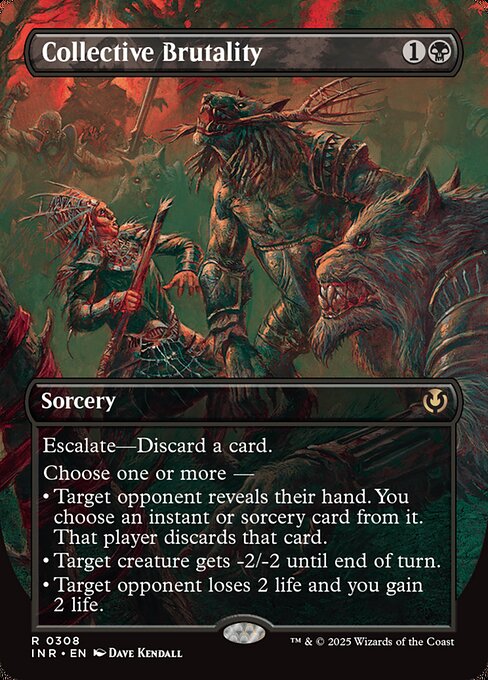 Collective Brutality 1
Sorcery
Escalate—Discard a card.
Choose one or more —
• Target opponent reveals their hand. You
choose an instant or sorcery card from it.
That player discards that card.
• Target creature gets -2/-2 until end of turn.
• Target opponent loses 2 life and you gain
2 life.
R 0308
INR • EN DAVE KENDALL
™ & © 2025 Wizards of the Coast